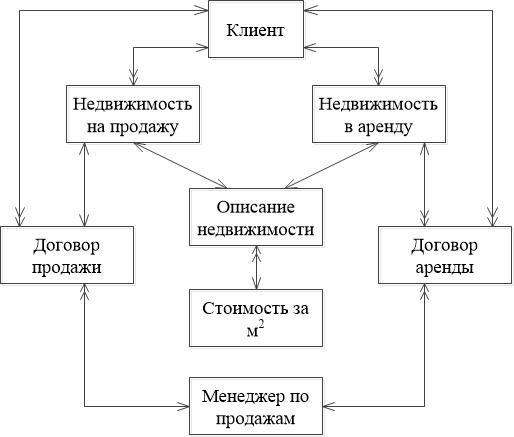 Клиент
Недвижимость
на продажу
Недвижимость
в аренду
Описание
недвижимости
Договор
продажи
Договор
аренды
Стоимость за
м²
Менеджер по
продажам